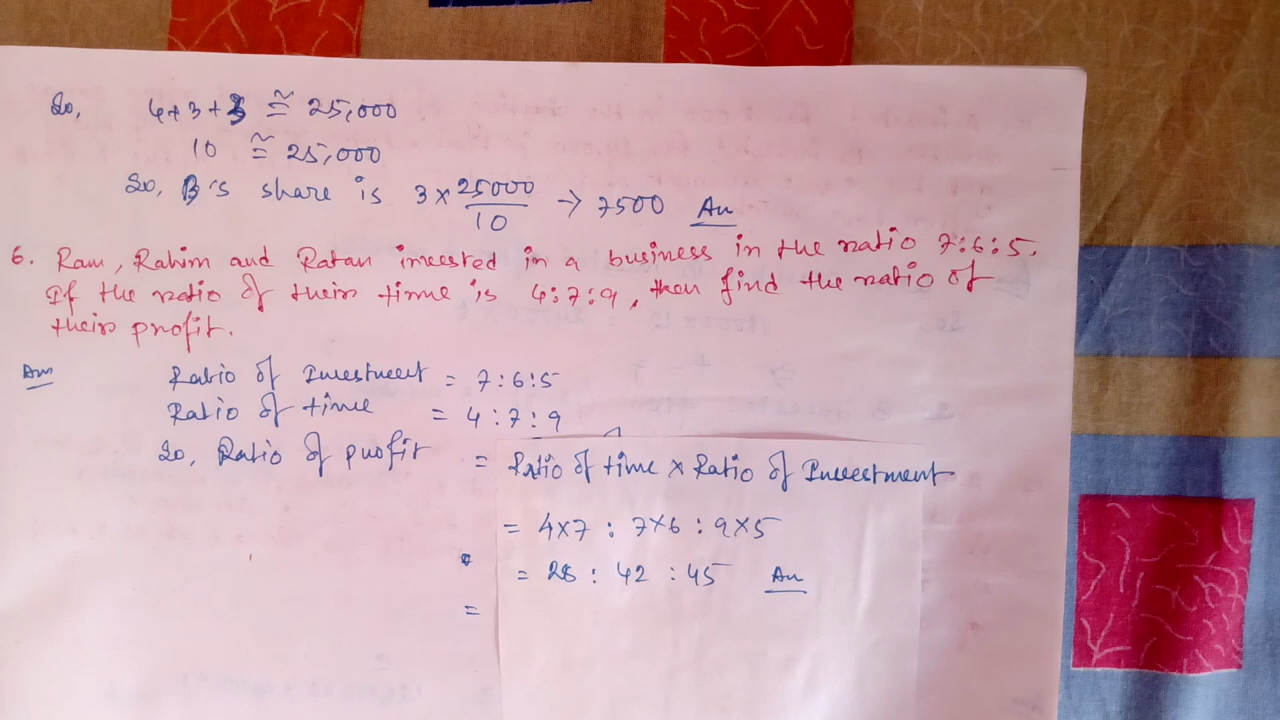 So, 4+3+3 ≅ 25,000
10 ≅ 25,000
So, B's share is 3 × 25000/10 → 7500 An
6. Ram, Rahim and Ratan invested in a business in the ratio 7:6:5.
If the ratio of their time is 4:7:9, then find the ratio of
their profit.
Ans Ratio of Investment = 7:6:5
Ratio of time = 4:7:9
So, Ratio of profit = Ratio of time × Ratio of Investment
= 4×7 : 7×6 : 9×5
= 28 : 42 : 45 An
=